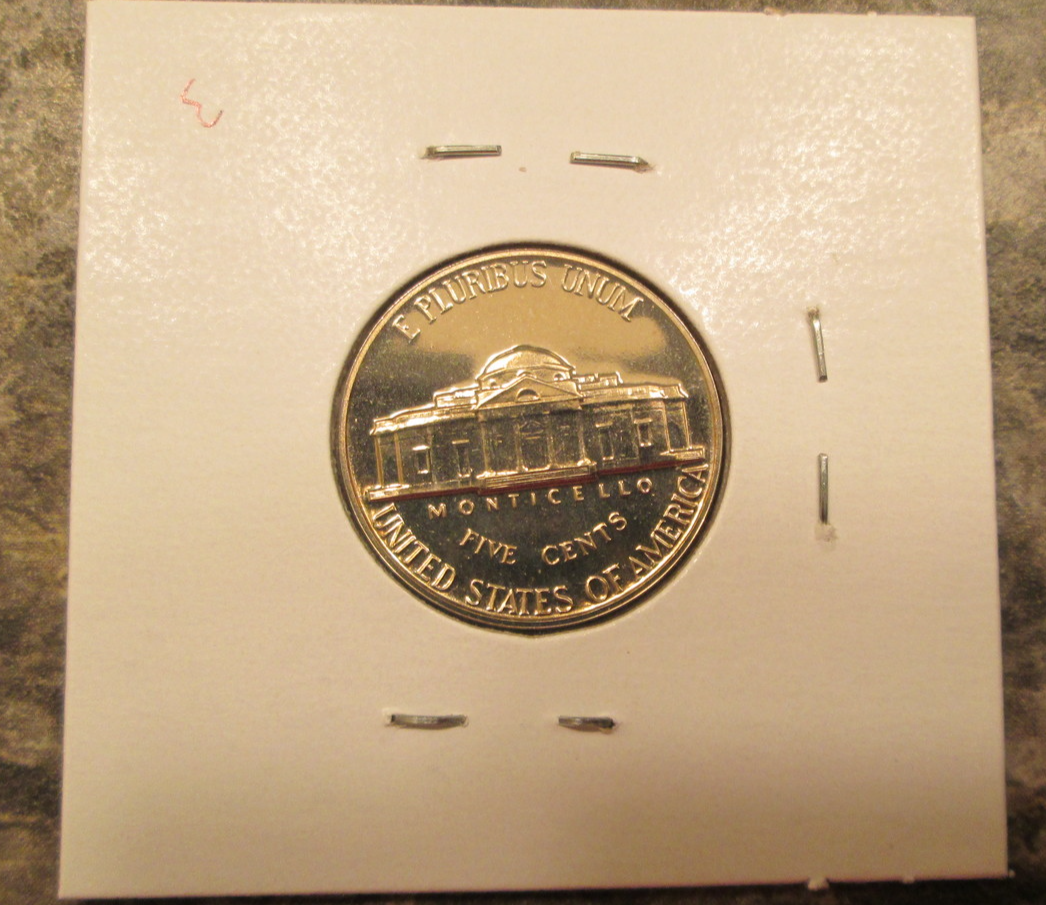 E PLURIBUS UNUM
MONTICELLO
FIVE CENTS
UNITED STATES OF AMERICA